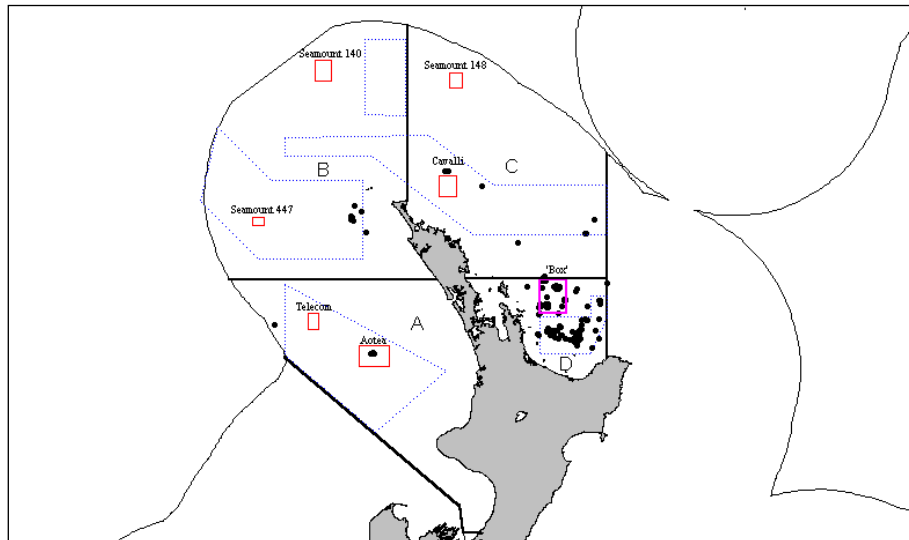 Seamount 140
Seamount 148
C
Cavalli
B
Seamount 447
'Box'
Telecom
A
Aotea
D